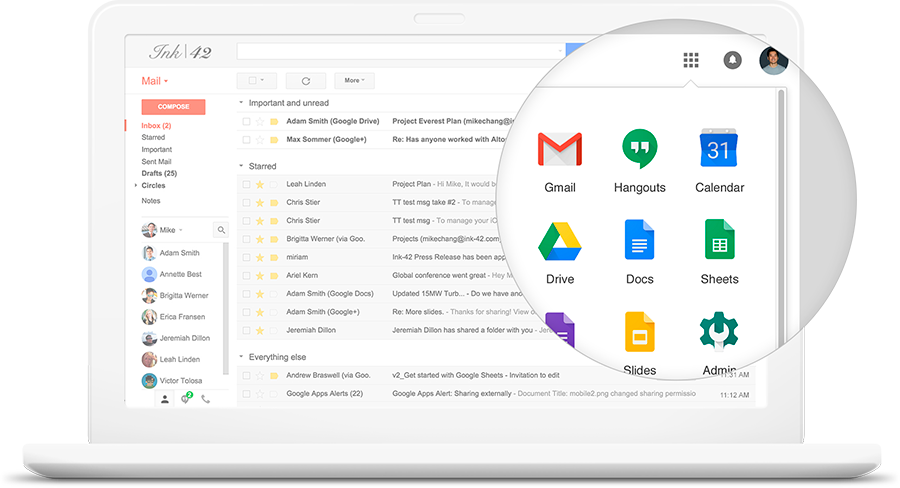 Ink|42
Mail
More
COMPOSE
Inbox (2)
Starred
Important
Sent Mail
Drafts (25)
Circles
Notes
Mike
Adam Smith
Annette Best
Brigitta Werner
Erica Fransen
Jeremiah Dillon
Leah Linden
Victor Tolosa
2
Important and unread
Adam Smith (Google Drive) Project Everest Plan (mikechang@in
Max Sommer (Google+) Re: Has anyone worked with Alto
Starred
Leah Linden Project Plan - Hi Mike, It would b
Chris Stier TT test msg take #2 - To manage
Chris Stier TT test msg - To manage your iC
Brigitta Werner (via Goo. Projects (mikechang@ink-42.com)
miriam Ink-42 Press Release has been app
Ariel Kern Global conference went great - Hey M
Adam Smith (Google Docs) Updated 15MW Turb... - Do we have an
Adam Smith (Google+) Re: More slides. - Thanks for sharing! View o
Jeremiah Dillon Jeremiah Dillon has shared a folder with you - Jerem
Everything else
Andrew Braswell (via Goo. v2_Get started with Google Sheets - Invitation to edit 11:31 AM
Google Apps Alerts (22) Google Apps Alert: Sharing externally - Document Title: mobile2.png changed sharing permissio 11:12 AM
31
Gmail Hangouts Calendar
Drive Docs Sheets
Slides Admin